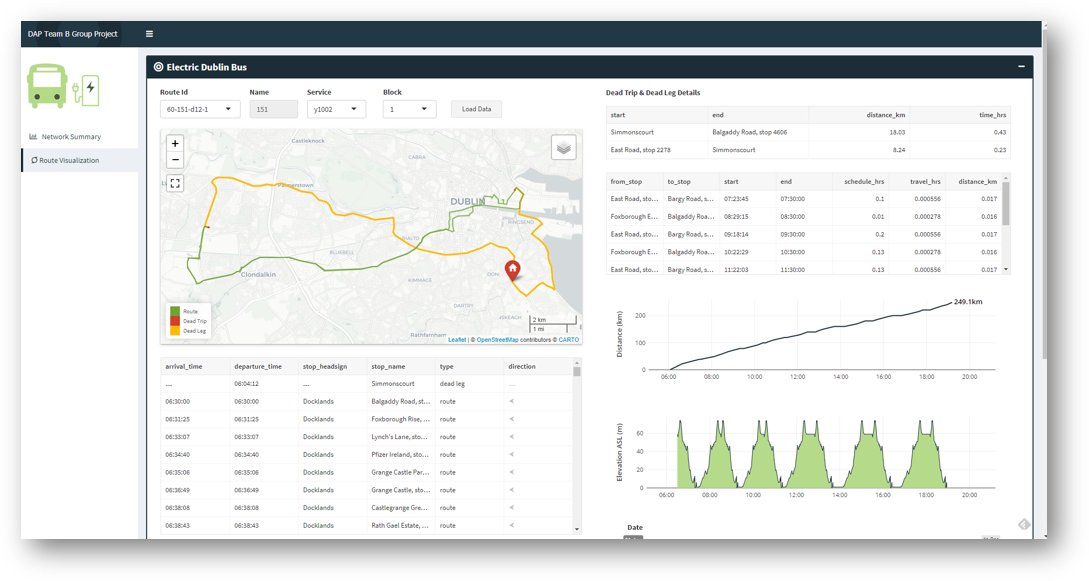 DAP Team B Group Project
Network Summary
Route Visualization
Electric Dublin Bus
Route Id Name Service Block
60-151-d12-1 151 y1002 1 Load Data
+
−
Castleknock
CABRA
DUBLIN
RINGSEND
RIALTO
BLUEBELL
Clondalkin
KIMMAGE
DARTRY
Rathfarnham
Route
Dead Trip
Dead Leg
2 km
1 mi
Leaflet | © OpenStreetMap contributors © CARTO
arrival_time departure_time stop_headsign stop_name type direction
... 06:04:12 ... Simmonscourt dead leg ...
06:30:00 06:30:00 Docklands Balgaddy Road, st... route
06:31:25 06:31:25 Docklands Foxborough Rise, ... route
06:33:07 06:33:07 Docklands Lynch's Lane, sto... route
06:34:40 06:34:40 Docklands Pfizer Ireland, sto... route
06:35:06 06:35:06 Docklands Grange Castle Par... route
06:36:49 06:36:49 Docklands Grange Castle, sto... route
06:38:08 06:38:08 Docklands Castlegrange Gre... route
06:38:43 06:38:43 Docklands Rath Gael Estate, ... route
Dead Trip & Dead Leg Details
start end distance_km time_hrs
Simmonscourt Balgaddy Road, stop 4606 18.03 0.43
East Road, stop 2278 Simmonscourt 8.24 0.23
from_stop to_stop start end schedule_hrs travel_hrs distance_km
East Road, sto... Bargy Road, s... 07:23:45 07:30:00 0.1 0.000556 0.017
Foxborough E... Balgaddy Roa... 08:29:15 08:30:00 0.01 0.000278 0.016
East Road, sto... Bargy Road, s... 09:18:14 09:30:00 0.2 0.000556 0.017
Foxborough E... Balgaddy Roa... 10:22:29 10:30:00 0.13 0.000278 0.016
East Road, sto... Bargy Road, s... 11:22:03 11:30:00 0.13 0.000556 0.017
249.1km
Distance (km)
200
100
0
06:00 08:00 10:00 12:00 14:00 16:00 18:00 20:00
Elevation ASL (m)
60
40
20
0
06:00 08:00 10:00 12:00 14:00 16:00 18:00 20:00
Date